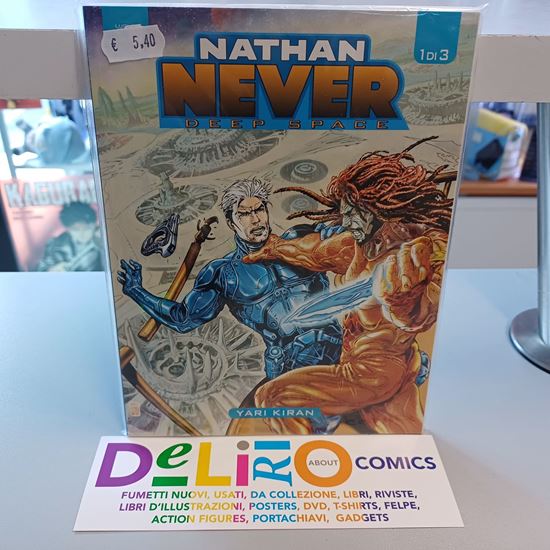 € 5,40
NATHAN
NEVER
DEEP SPACE
1 DI 3
KAGURA
YARI KIRAN
DeLiRiO ABOUT COMICS
FUMETTI NUOVI, USATI, DA COLLEZIONE, LIBRI, RIVISTE,
LIBRI D'ILLUSTRAZIONI, POSTERS, DVD, T-SHIRTS, FELPE,
ACTION FIGURES, PORTACHIAVI, GADGETS